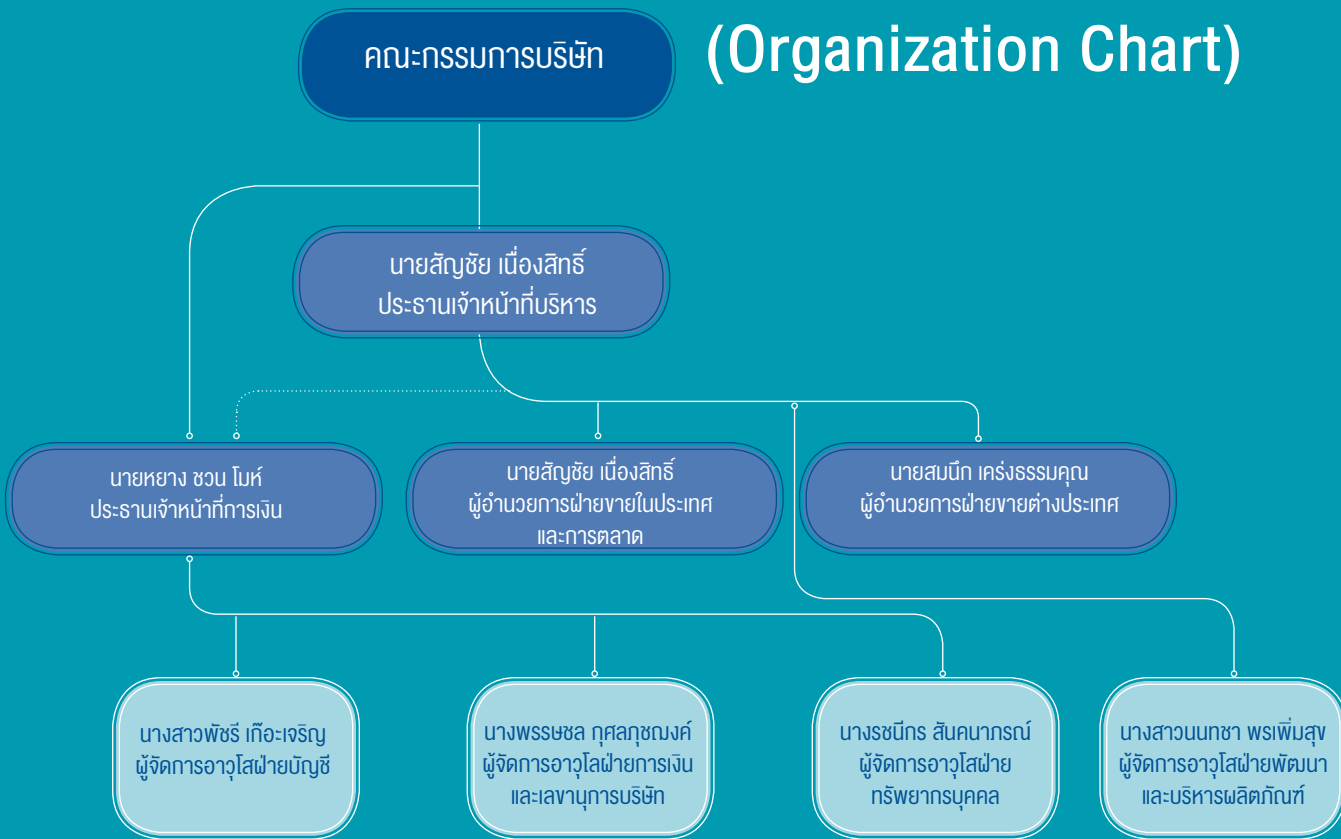 คณะกรรมการบริษัท
(Organization Chart)
นายสัญชัย เนื่องสิทธิ์
ประธานเจ้าหน้าที่บริหาร
นายหยาง ชวน โมห์
ประธานเจ้าหน้าที่การเงิน
นายสัญชัย เนื่องสิทธิ์
ผู้อำนวยการฝ่ายขายในประเทศ
และการตลาด
นายสมนึก เคร่งธรรมคุณ
ผู้อำนวยการฝ่ายขายต่างประเทศ
นางสาวพัชรี เก๊อะเจริญ
ผู้จัดการอาวุโสฝ่ายบัญชี
นางพรรษชล กุศลภุชฌงค์
ผู้จัดการอาวุโลฝ่ายการเงิน
และเลขานุการบริษัท
นางรชนีกร สันคนาภรณ์
ผู้จัดการอาวุโสฝ่าย
ทรัพยากรบุคคล
นางสาวนนทชา พรเพิ่มสุข
ผู้จัดการอาวุโสฝ่ายพัฒนา
และบริหารผลิตภัณฑ์